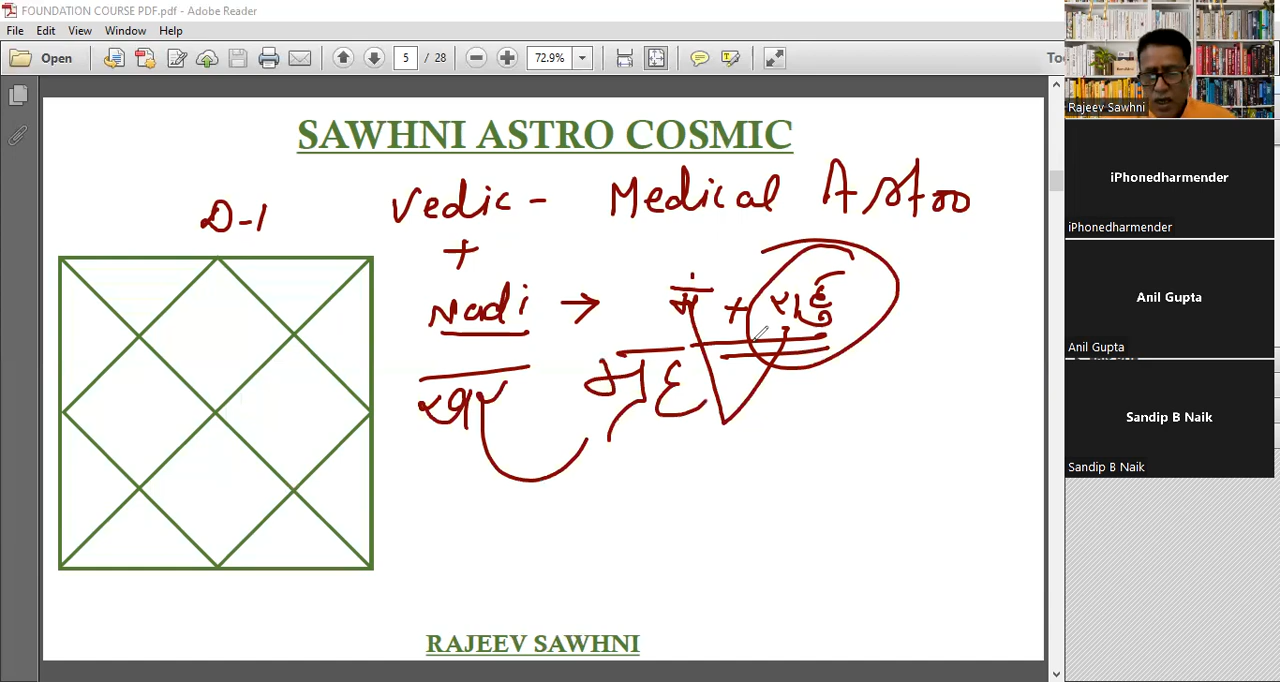 FOUNDATION COURSE PDF.pdf - Adobe Reader
File Edit View Window Help
Open 5 / 28 72.9%
SAWHNI ASTRO COSMIC
Vedic - Medical Astro
D-1
+
Nadi → मं + राहु
RAJEEV SAWHNI
Rajeev Sawhni
iPhonedharmender
iPhonedharmender
Anil Gupta
Anil Gupta
Sandip B Naik
Sandip B Naik